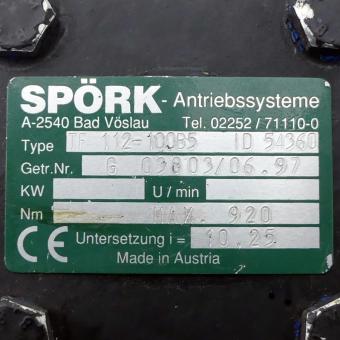 SPÖRK - Antriebssysteme
A-2540 Bad Vöslau Tel. 02252 / 71110-0
Type TF 112-100B5 ID 54360
Getr.Nr. G 03803/06.97
KW U / min
Nm MAX. 920
CE Untersetzung i = 10,25
Made in Austria